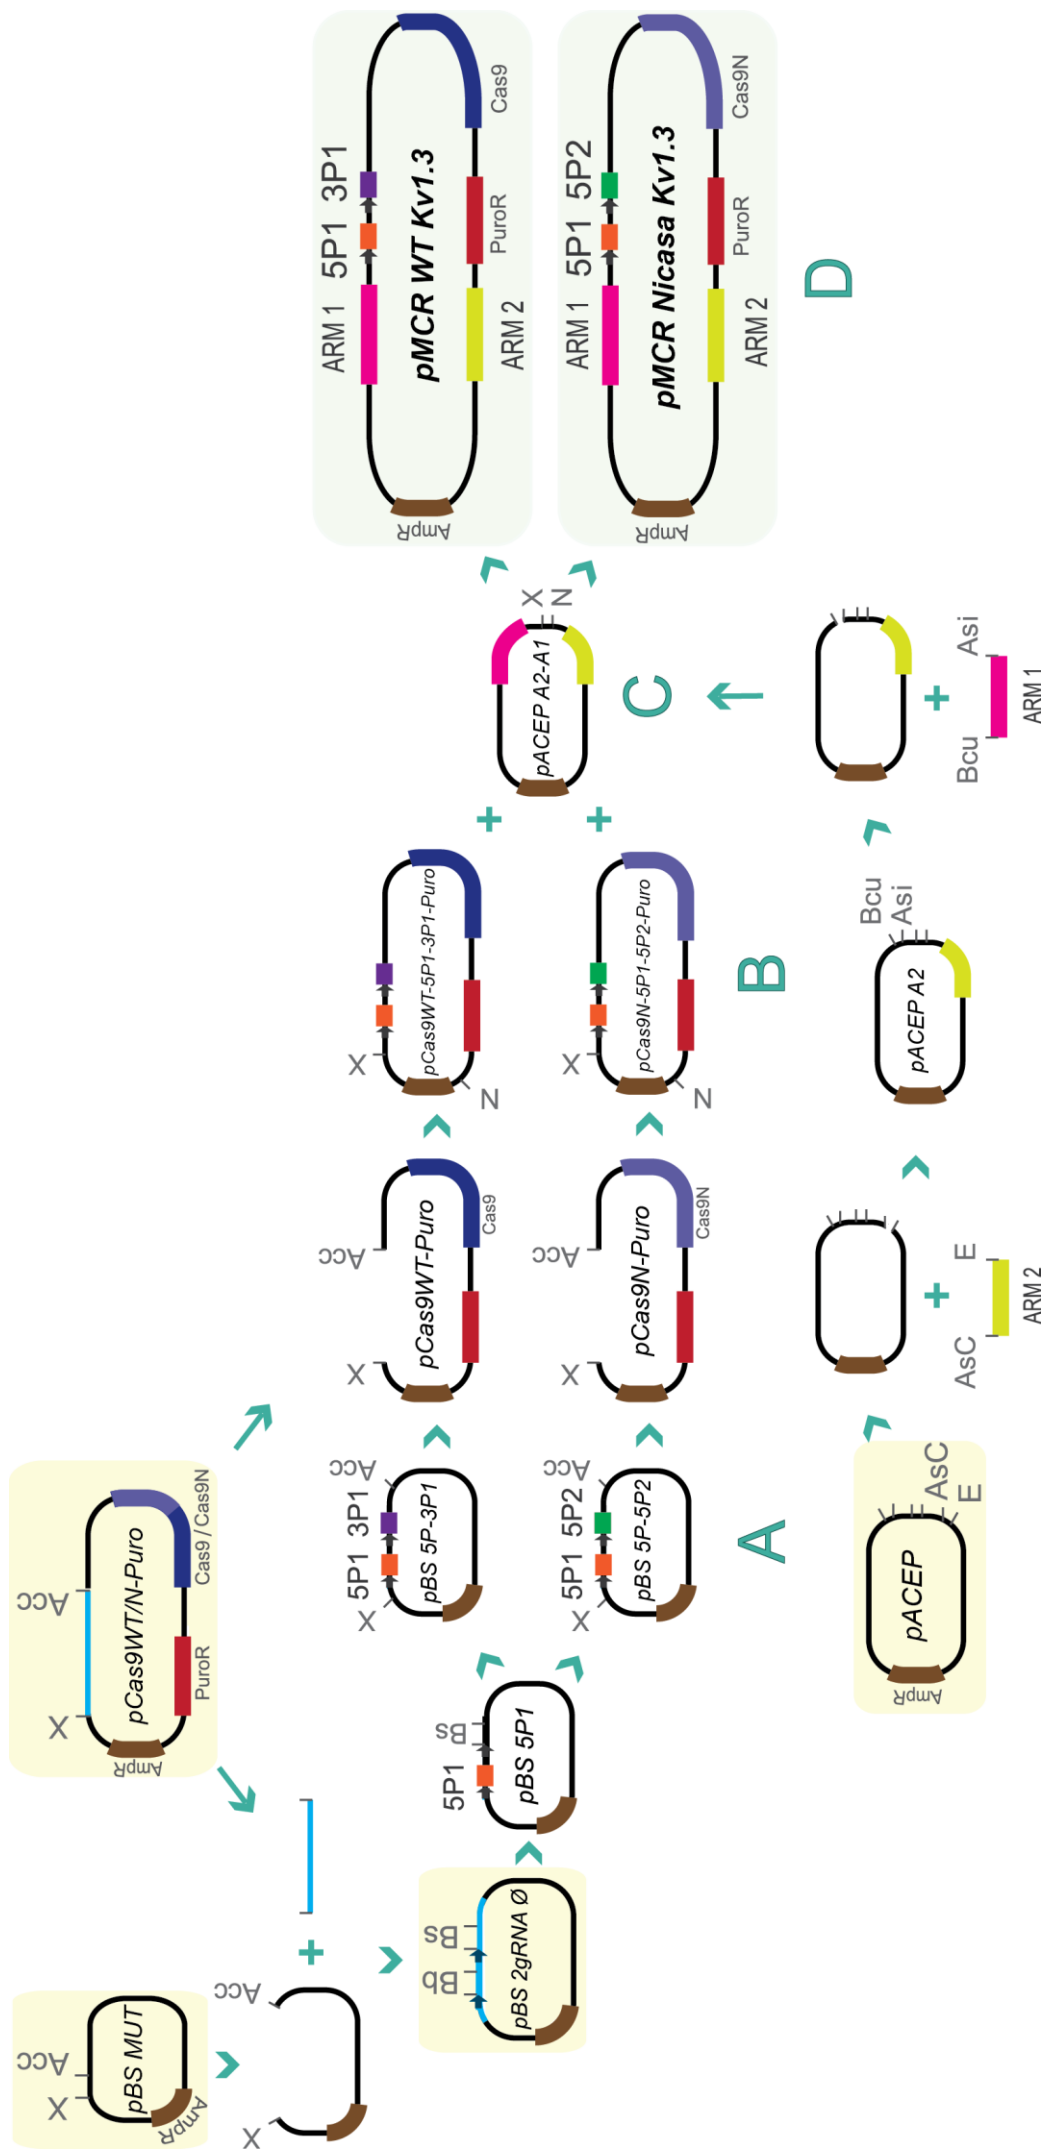 X
Acc
pBS MUT
AmpR
X
Acc
X
Acc
pCas9WT/N-Puro
AmpR
PuroR
Cas9 / Cas9N
Bb
Bs
pBS 2gRNA Ø
5P1
Bs
pBS 5P1
X
5P1
3P1
Acc
pBS 5P-3P1
X
5P1
5P2
Acc
pBS 5P-5P2
A
X
Acc
pCas9WT-Puro
Cas9
X
Acc
pCas9N-Puro
Cas9N
X
N
pCas9WT-5P1-3P1-Puro
X
N
pCas9N-5P1-5P2-Puro
B
pACEP
AmpR
AsC
E
AsC
E
ARM 2
pACEP A2
Bcu
Asi
Bcu
Asi
ARM 1
pACEP A2-A1
X
N
C
ARM 1
5P1
3P1
pMCR WT Kv1.3
AmpR
ARM 2
PuroR
Cas9
ARM 1
5P1
5P2
pMCR Nicasa Kv1.3
AmpR
ARM 2
PuroR
Cas9N
D